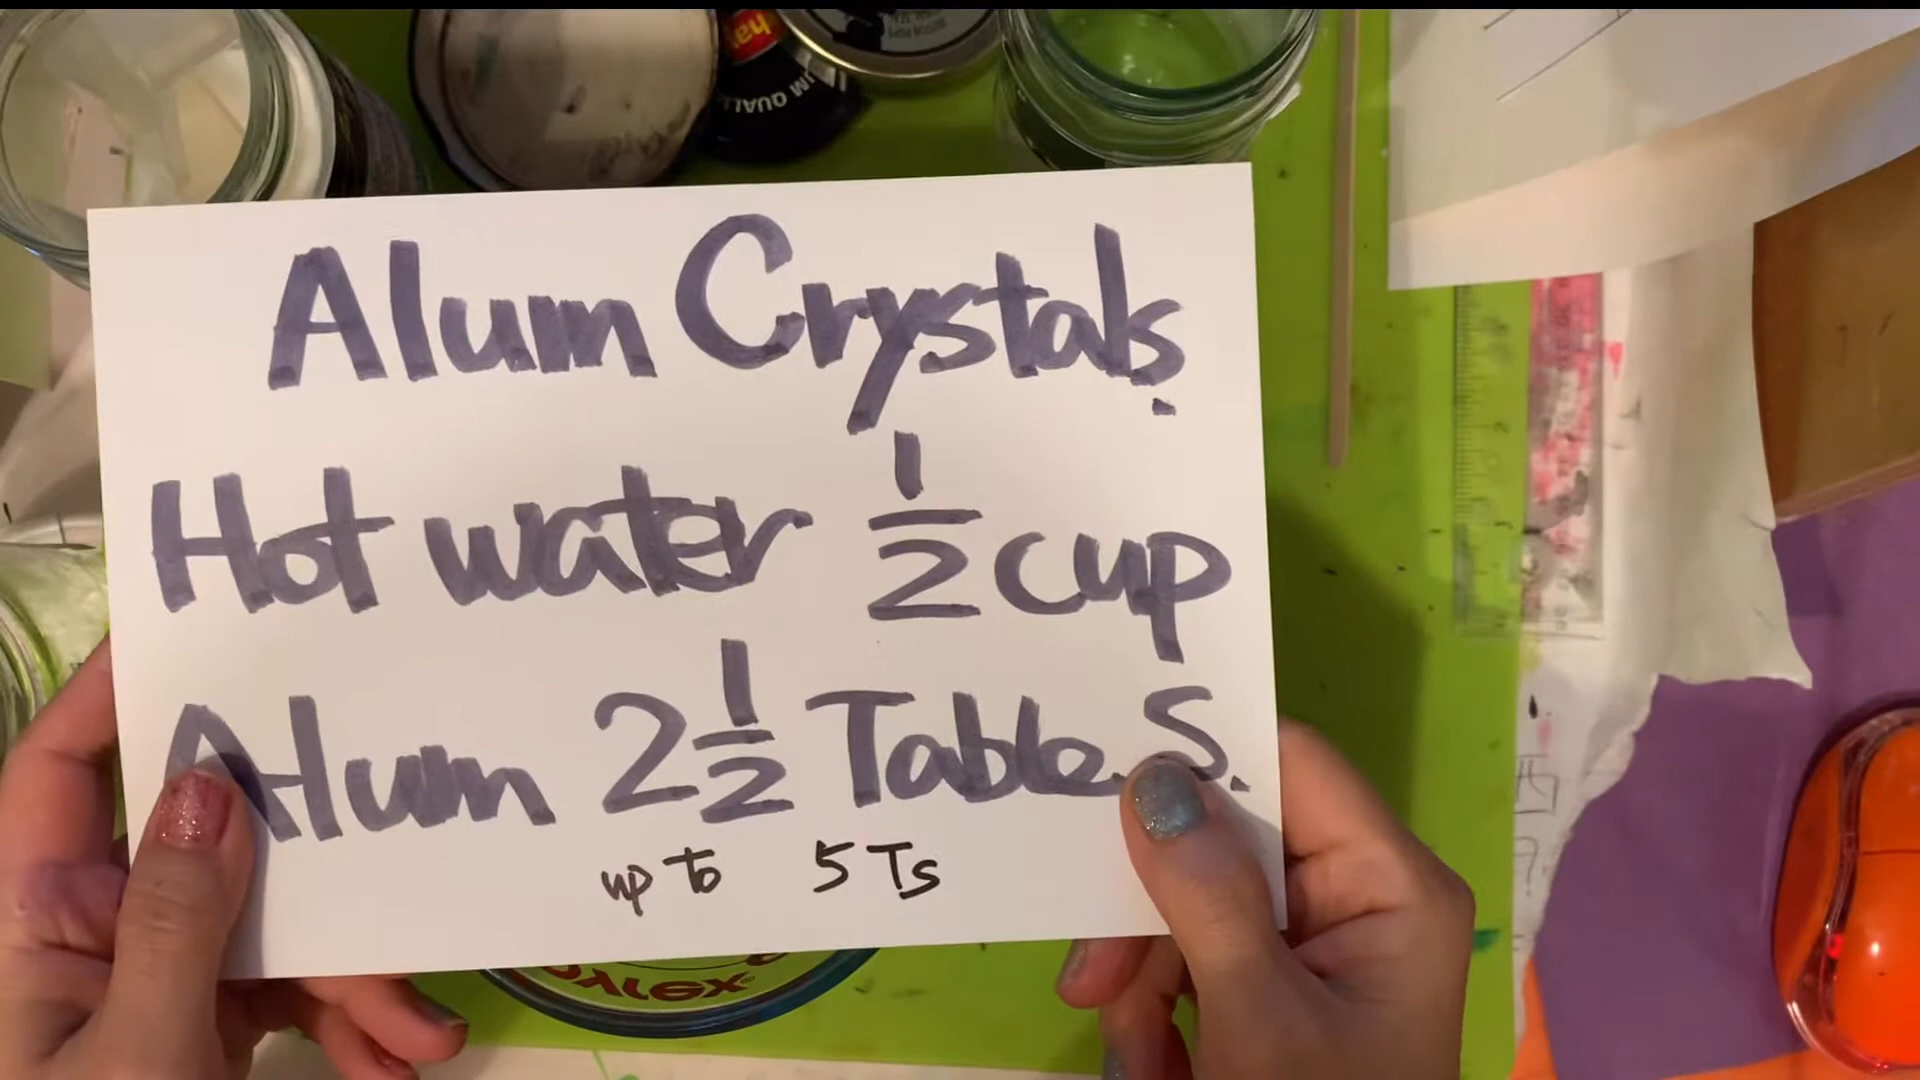 Alum Crystals.
Hot water 1/2 cup
Alum 2 1/2 Table. S.
up to 5 Ts